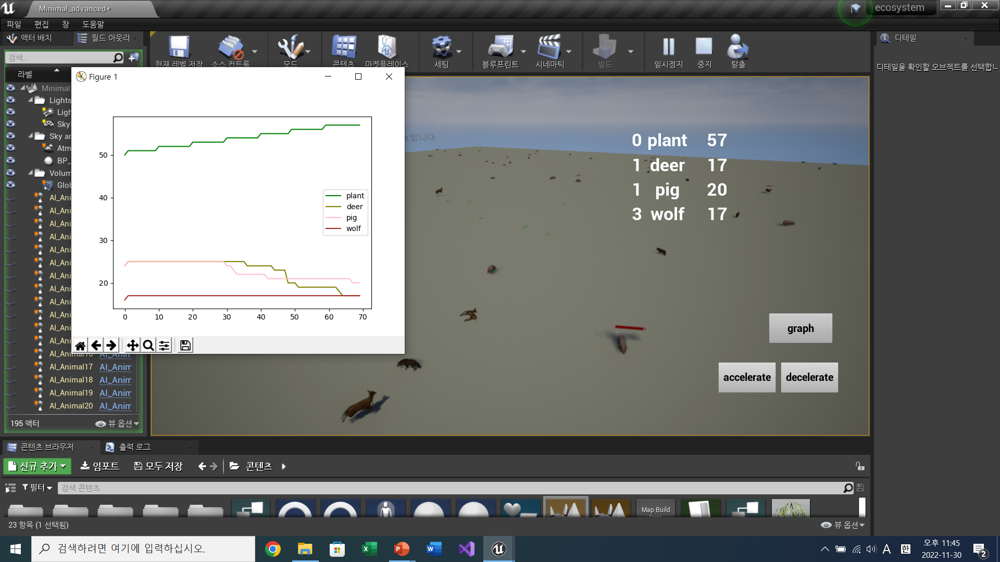 Minimal_advanced*
ecosystem
파일 편집 창 도움말
액터 배치
월드 아웃리
디테일
검색...
현재 레벨 저장
소스 컨트롤
모드
콘텐츠
마켓플레이스
세팅
블루프린트
시네마틱
빌드
일시정지
중지
탈출
디테일을 확인할 오브젝트를 선택합니
라벨
Figure 1
Minimal_
Lights
Ligh
Sky
Sky ar
Atm
BP_
Volum
Glob
AI_Ani
AI_Ani
AI_Ani
AI_Ani
AI_Ani
AI_Ani
AI_Ani
AI_Ani
AI_Ani
AI_Ani
AI_Ani
AI_Ani
AI_Animal16 AI_Anim
AI_Animal17 AI_Anim
AI_Animal18 AI_Anim
AI_Animal19 AI_Anim
AI_Animal20 AI_Anim
195 액터
뷰 옵션
50
40
30
20
0 10 20 30 40 50 60 70
plant
deer
pig
wolf
입니다
0 plant 57
1 deer 17
1 pig 20
3 wolf 17
graph
accelerate
decelerate
콘텐츠 브라우저
출력 로그
신규 추가
임포트
모두 저장
콘텐츠
필터
검색 콘텐츠
Map Build
23 항목 (1 선택됨)
뷰 옵션
검색하려면 여기에 입력하십시오.
A
한
오후 11:45
2022-11-30
2